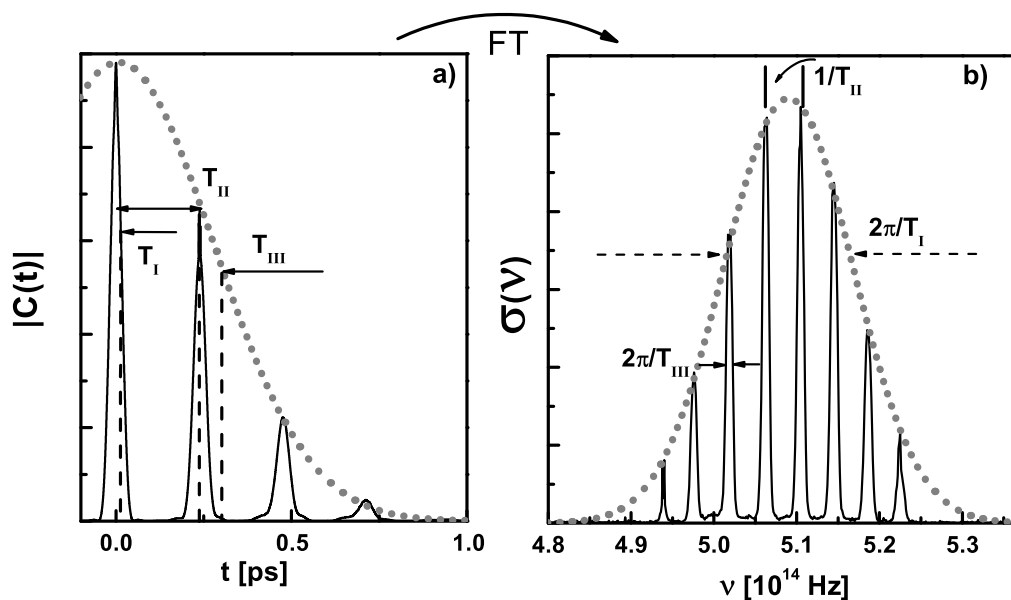 FT
a)
T_II
T_I
T_III
|C(t)|
0.0 0.5 1.0
t [ps]
b)
1/T_II
2π/T_I
2π/T_III
σ(ν)
4.8 4.9 5.0 5.1 5.2 5.3
ν [10^14 Hz]